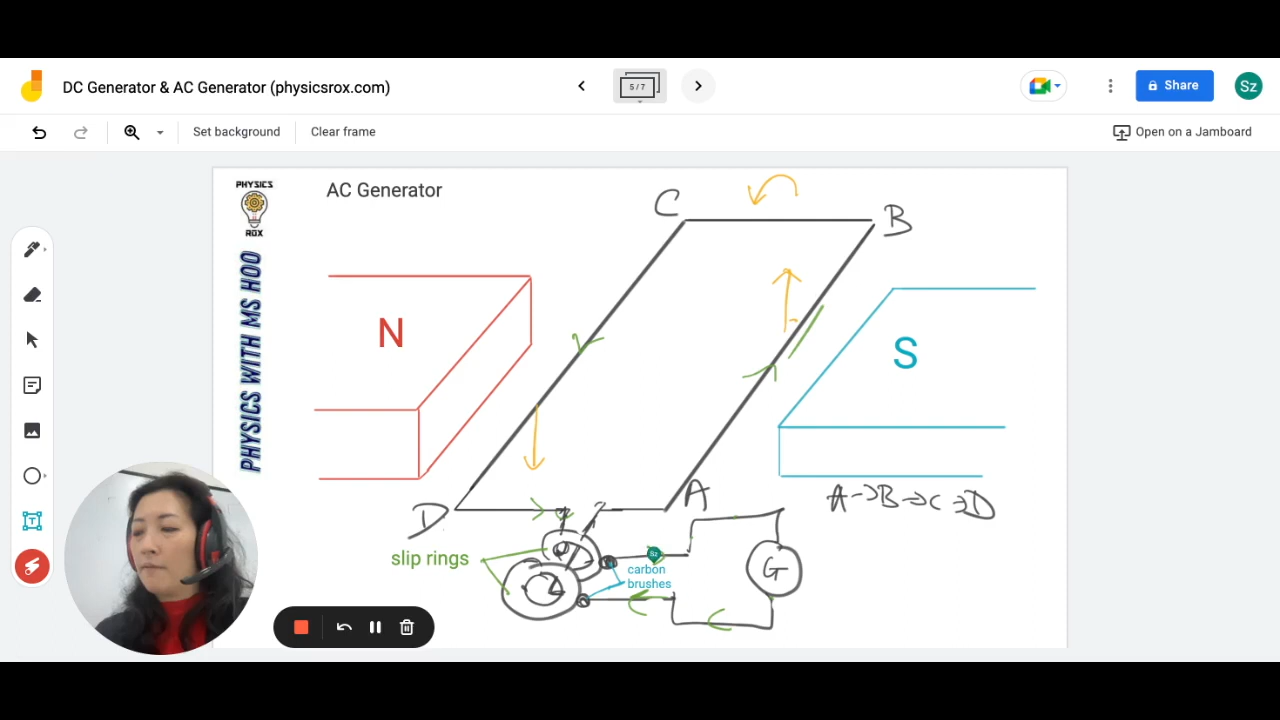 DC Generator & AC Generator (physicsrox.com)
5 / 7
Share
Sz
Set background
Clear frame
Open on a Jamboard
PHYSICS
ROX
AC Generator
PHYSICS WITH MS HOO
C
B
N
S
D
A
A→B→C→D
slip rings
Sz
carbon
brushes
G